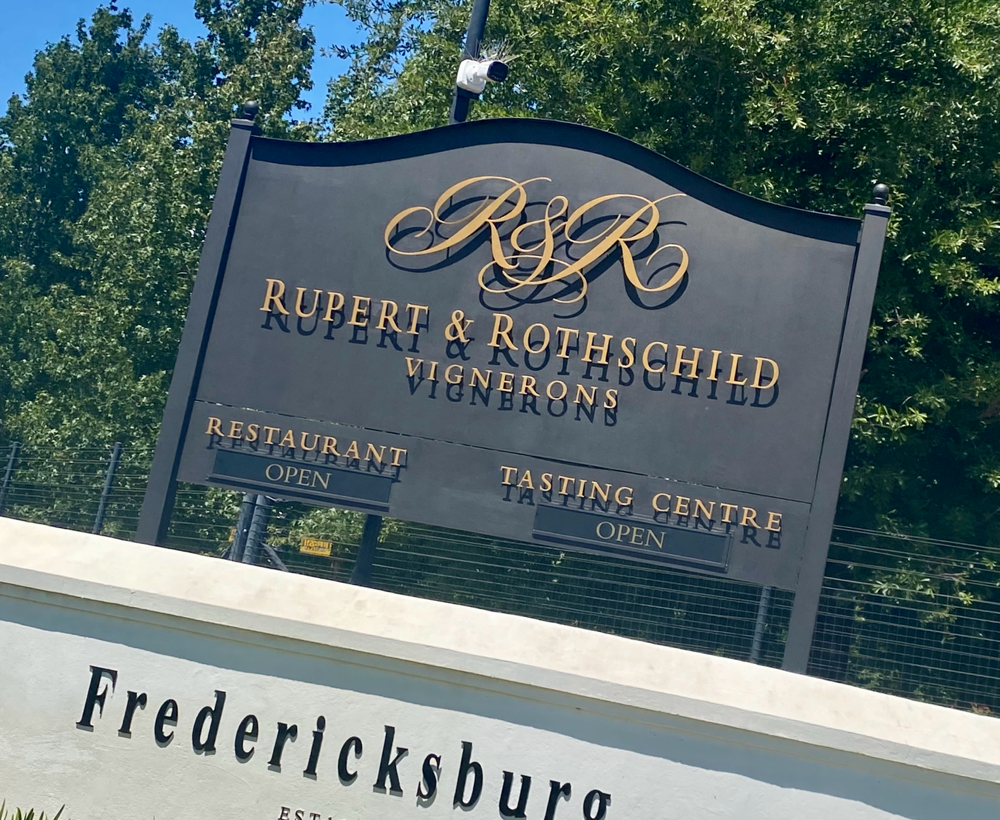 R&R
RUPERT & ROTHSCHILD
VIGNERONS
RESTAURANT
OPEN
TASTING CENTRE
OPEN
Fredericksburg